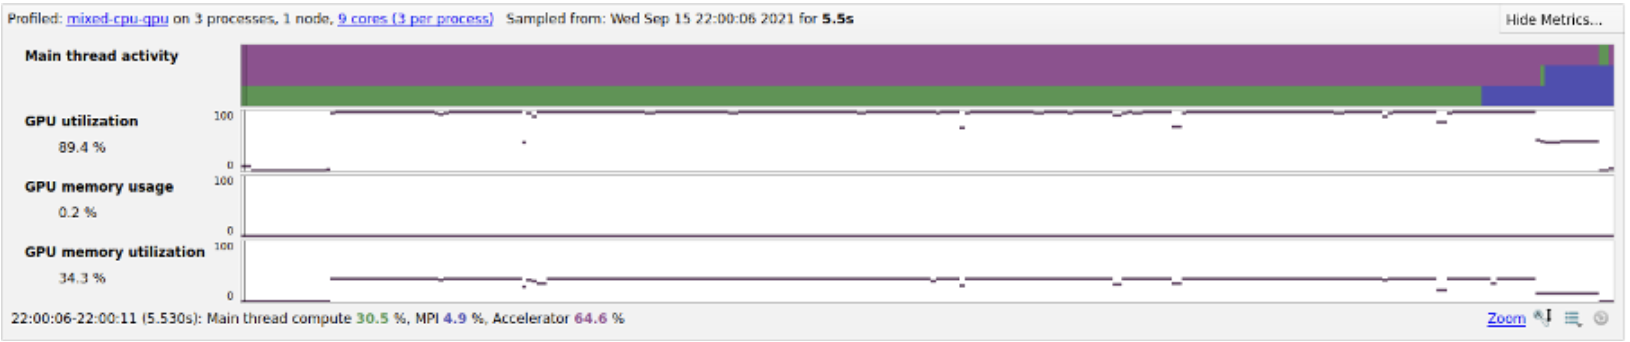 Profiled: mixed-cpu-gpu on 3 processes, 1 node, 9 cores (3 per process) Sampled from: Wed Sep 15 22:00:06 2021 for 5.5s
Hide Metrics...
Main thread activity
GPU utilization
89.4 %
100
0
GPU memory usage
0.2 %
100
0
GPU memory utilization
34.3 %
100
0
22:00:06-22:00:11 (5.530s): Main thread compute 30.5 %, MPI 4.9 %, Accelerator 64.6 %
Zoom